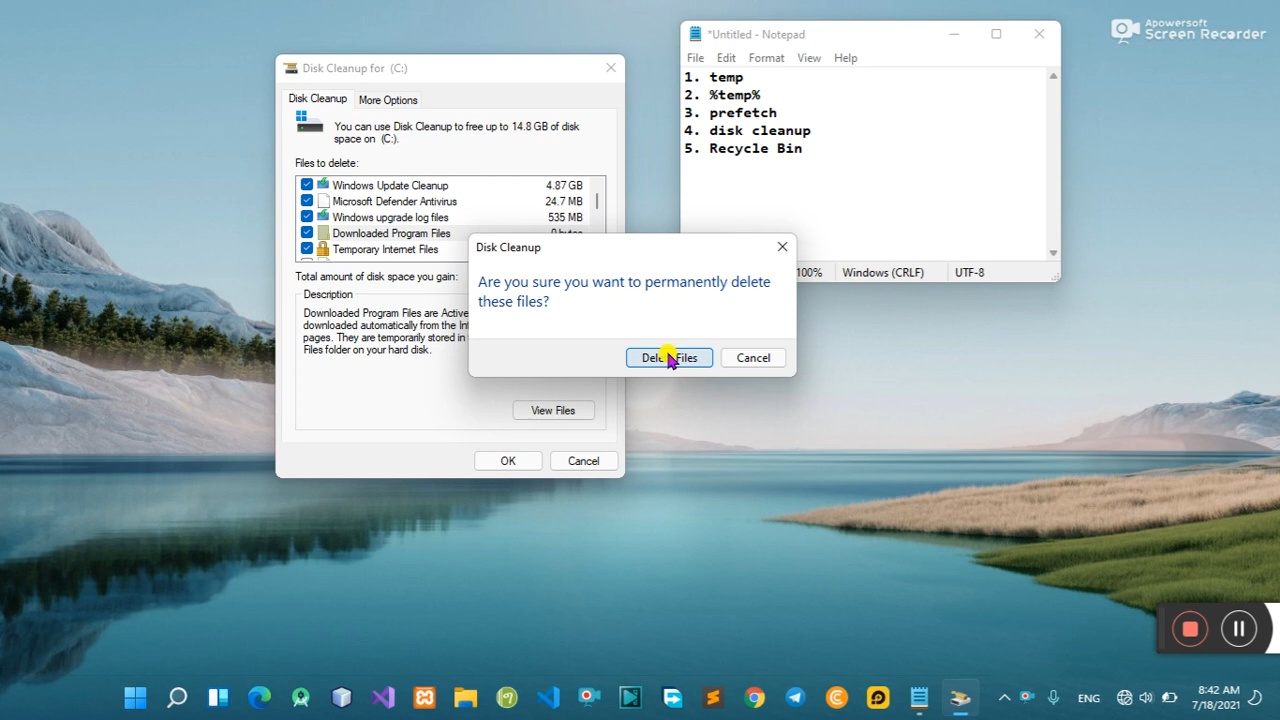 Apowersoft
Screen Recorder
*Untitled - Notepad
File Edit Format View Help
1. temp
2. %temp%
3. prefetch
4. disk cleanup
5. Recycle Bin
100% Windows (CRLF) UTF-8
Disk Cleanup for (C:)
Disk Cleanup More Options
You can use Disk Cleanup to free up to 14.8 GB of disk
space on (C:).
Files to delete:
Windows Update Cleanup 4.87 GB
Microsoft Defender Antivirus 24.7 MB
Windows upgrade log files 535 MB
Downloaded Program Files 0 bytes
Temporary Internet Files
Total amount of disk space you gain:
Description
Downloaded Program Files are Active
downloaded automatically from the Int
pages. They are temporarily stored in
Files folder on your hard disk.
View Files
OK Cancel
Disk Cleanup
Are you sure you want to permanently delete
these files?
Delete Files Cancel
ENG
8:42 AM
7/18/2021